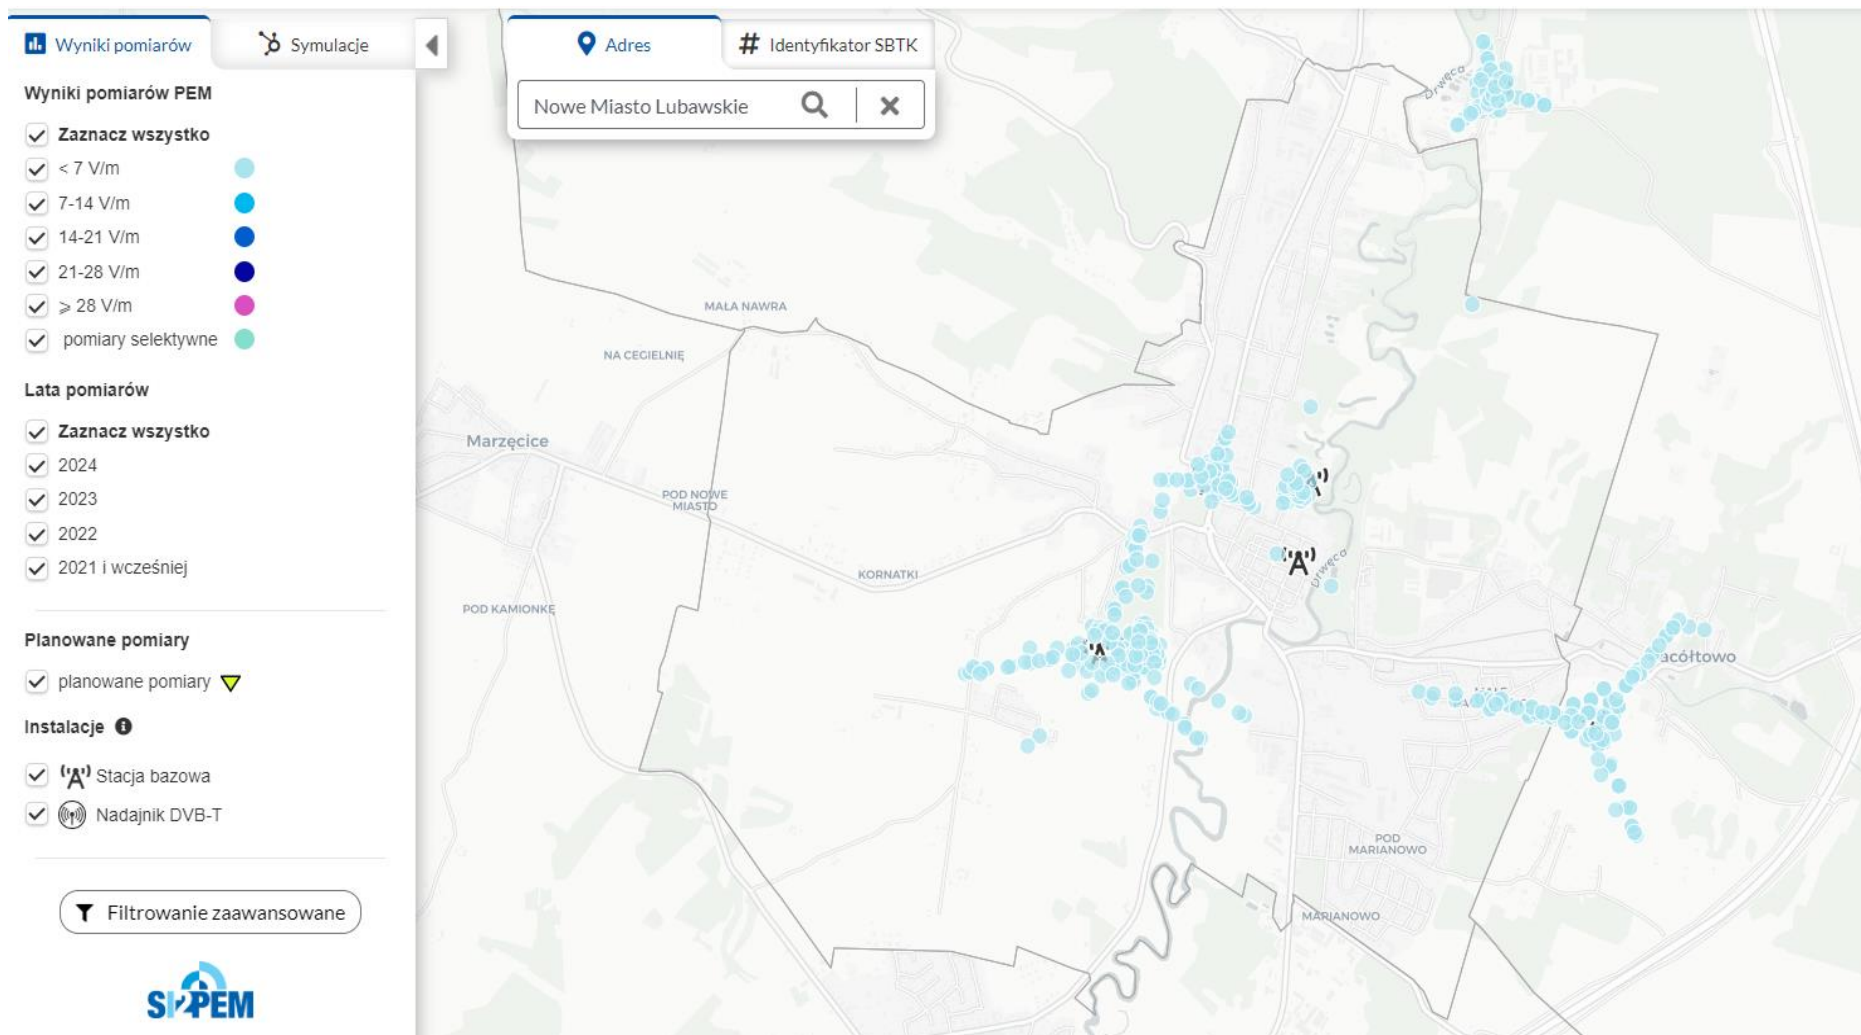 Wyniki pomiarów
Symulacje
Adres
# Identyfikator SBTK
Nowe Miasto Lubawskie
Wyniki pomiarów PEM
Zaznacz wszystko
< 7 V/m
7-14 V/m
14-21 V/m
21-28 V/m
⩾ 28 V/m
pomiary selektywne
Lata pomiarów
Zaznacz wszystko
2024
2023
2022
2021 i wcześniej
Planowane pomiary
planowane pomiary
Instalacje
Stacja bazowa
Nadajnik DVB-T
Filtrowanie zaawansowane
SI2PEM
Drwęca
MAŁA NAWRA
NA CEGIELNIĘ
Marzęcice
POD NOWE
MIASTO
KORNATKI
POD KAMIONKĘ
Drwęca
acółtowo
POD
MARIANOWO
MARIANOWO